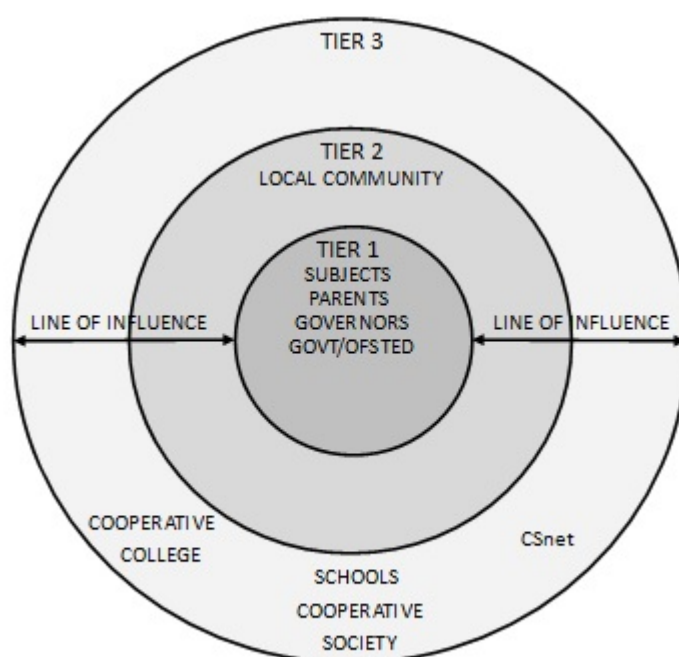 TIER 3
TIER 2
LOCAL COMMUNITY
TIER 1
SUBJECTS
PARENTS
GOVERNORS
GOVT/OFSTED
LINE OF INFLUENCE
LINE OF INFLUENCE
COOPERATIVE
COLLEGE
CSnet
SCHOOLS
COOPERATIVE
SOCIETY